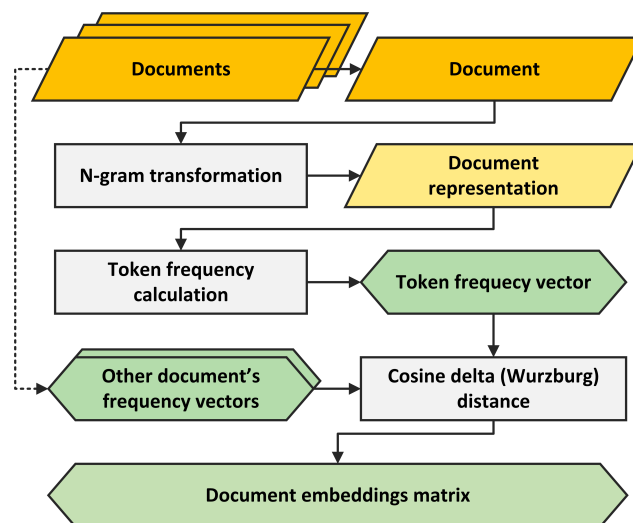 Documents
Document
N-gram transformation
Document
representation
Token frequency
calculation
Token frequecy vector
Other document's
frequency vectors
Cosine delta (Wurzburg)
distance
Document embeddings matrix